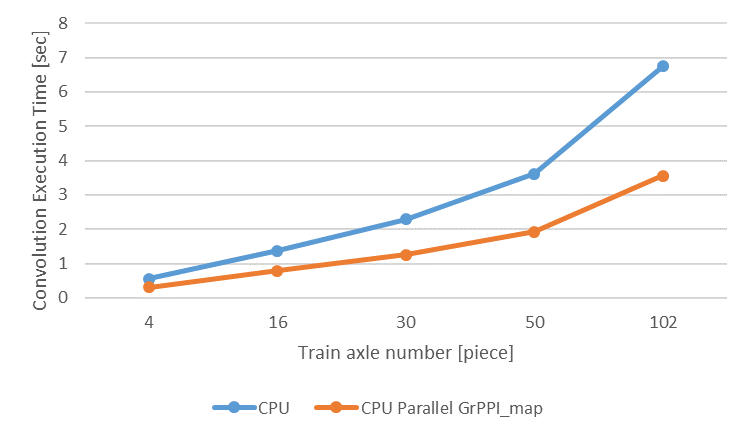 Convolution Execution Time [sec]
8
7
6
5
4
3
2
1
0
4 16 30 50 102
Train axle number [piece]
CPU CPU Parallel GrPPI_map